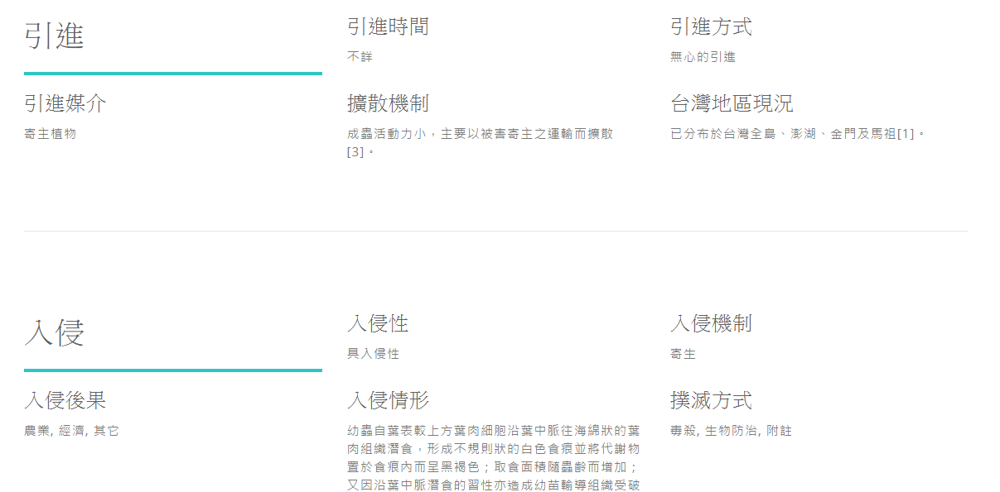 引進
引進時間
不詳
引進方式
無心的引進
引進媒介
寄主植物
擴散機制
成蟲活動力小，主要以被害寄主之運輸而擴散
[3]。
台灣地區現況
已分布於台灣全島、澎湖、金門及馬祖[1]。
入侵
入侵性
具入侵性
入侵機制
寄生
入侵後果
農業, 經濟, 其它
入侵情形
幼蟲自葉表較上方葉肉細胞沿葉中脈往海綿狀的葉
肉組織潛食，形成不規則狀的白色食痕並將代謝物
置於食痕內而呈黑褐色；取食面積隨蟲齡而增加；
又因沿葉中脈潛食的習性亦造成幼苗輸導組織受破
撲滅方式
毒殺, 生物防治, 附註